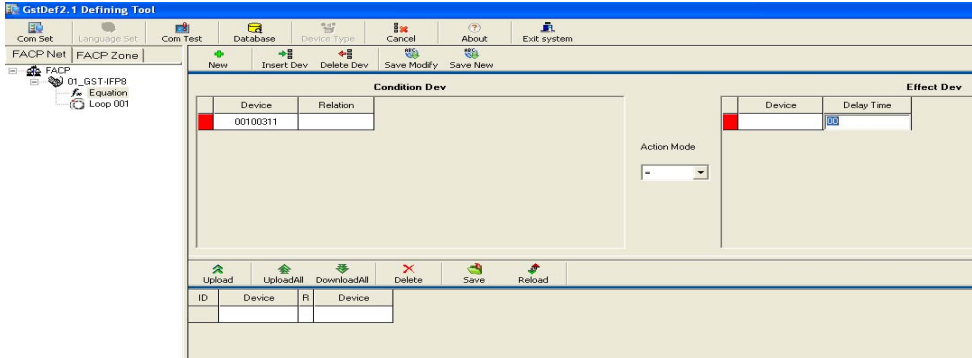 GstDef2.1 Defining Tool
Com Set Language Set Com Test Database Device Type Cancel About Exit system
FACP Net FACP Zone
FACP
01_GST-IFP8
Equation
Loop 001
New Insert Dev Delete Dev Save Modify Save New
Condition Dev Effect Dev
Device Relation
00100311
Action Mode
=
Device Delay Time
00
Upload UploadAll DownloadAll Delete Save Reload
ID Device R Device